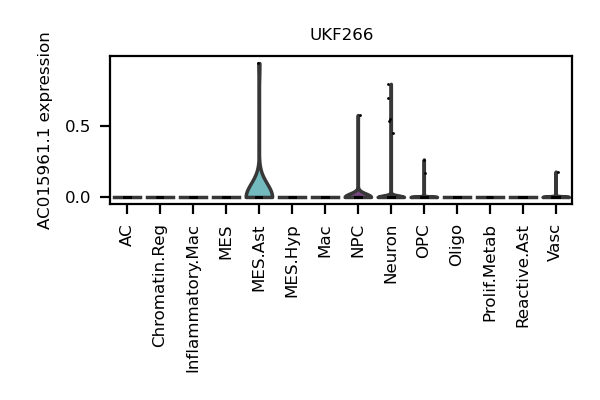 UKF266
AC015961.1 expression
0.5
0.0
AC
Chromatin.Reg
Inflammatory.Mac
MES
MES.Ast
MES.Hyp
Mac
NPC
Neuron
OPC
Oligo
Prolif.Metab
Reactive.Ast
Vasc